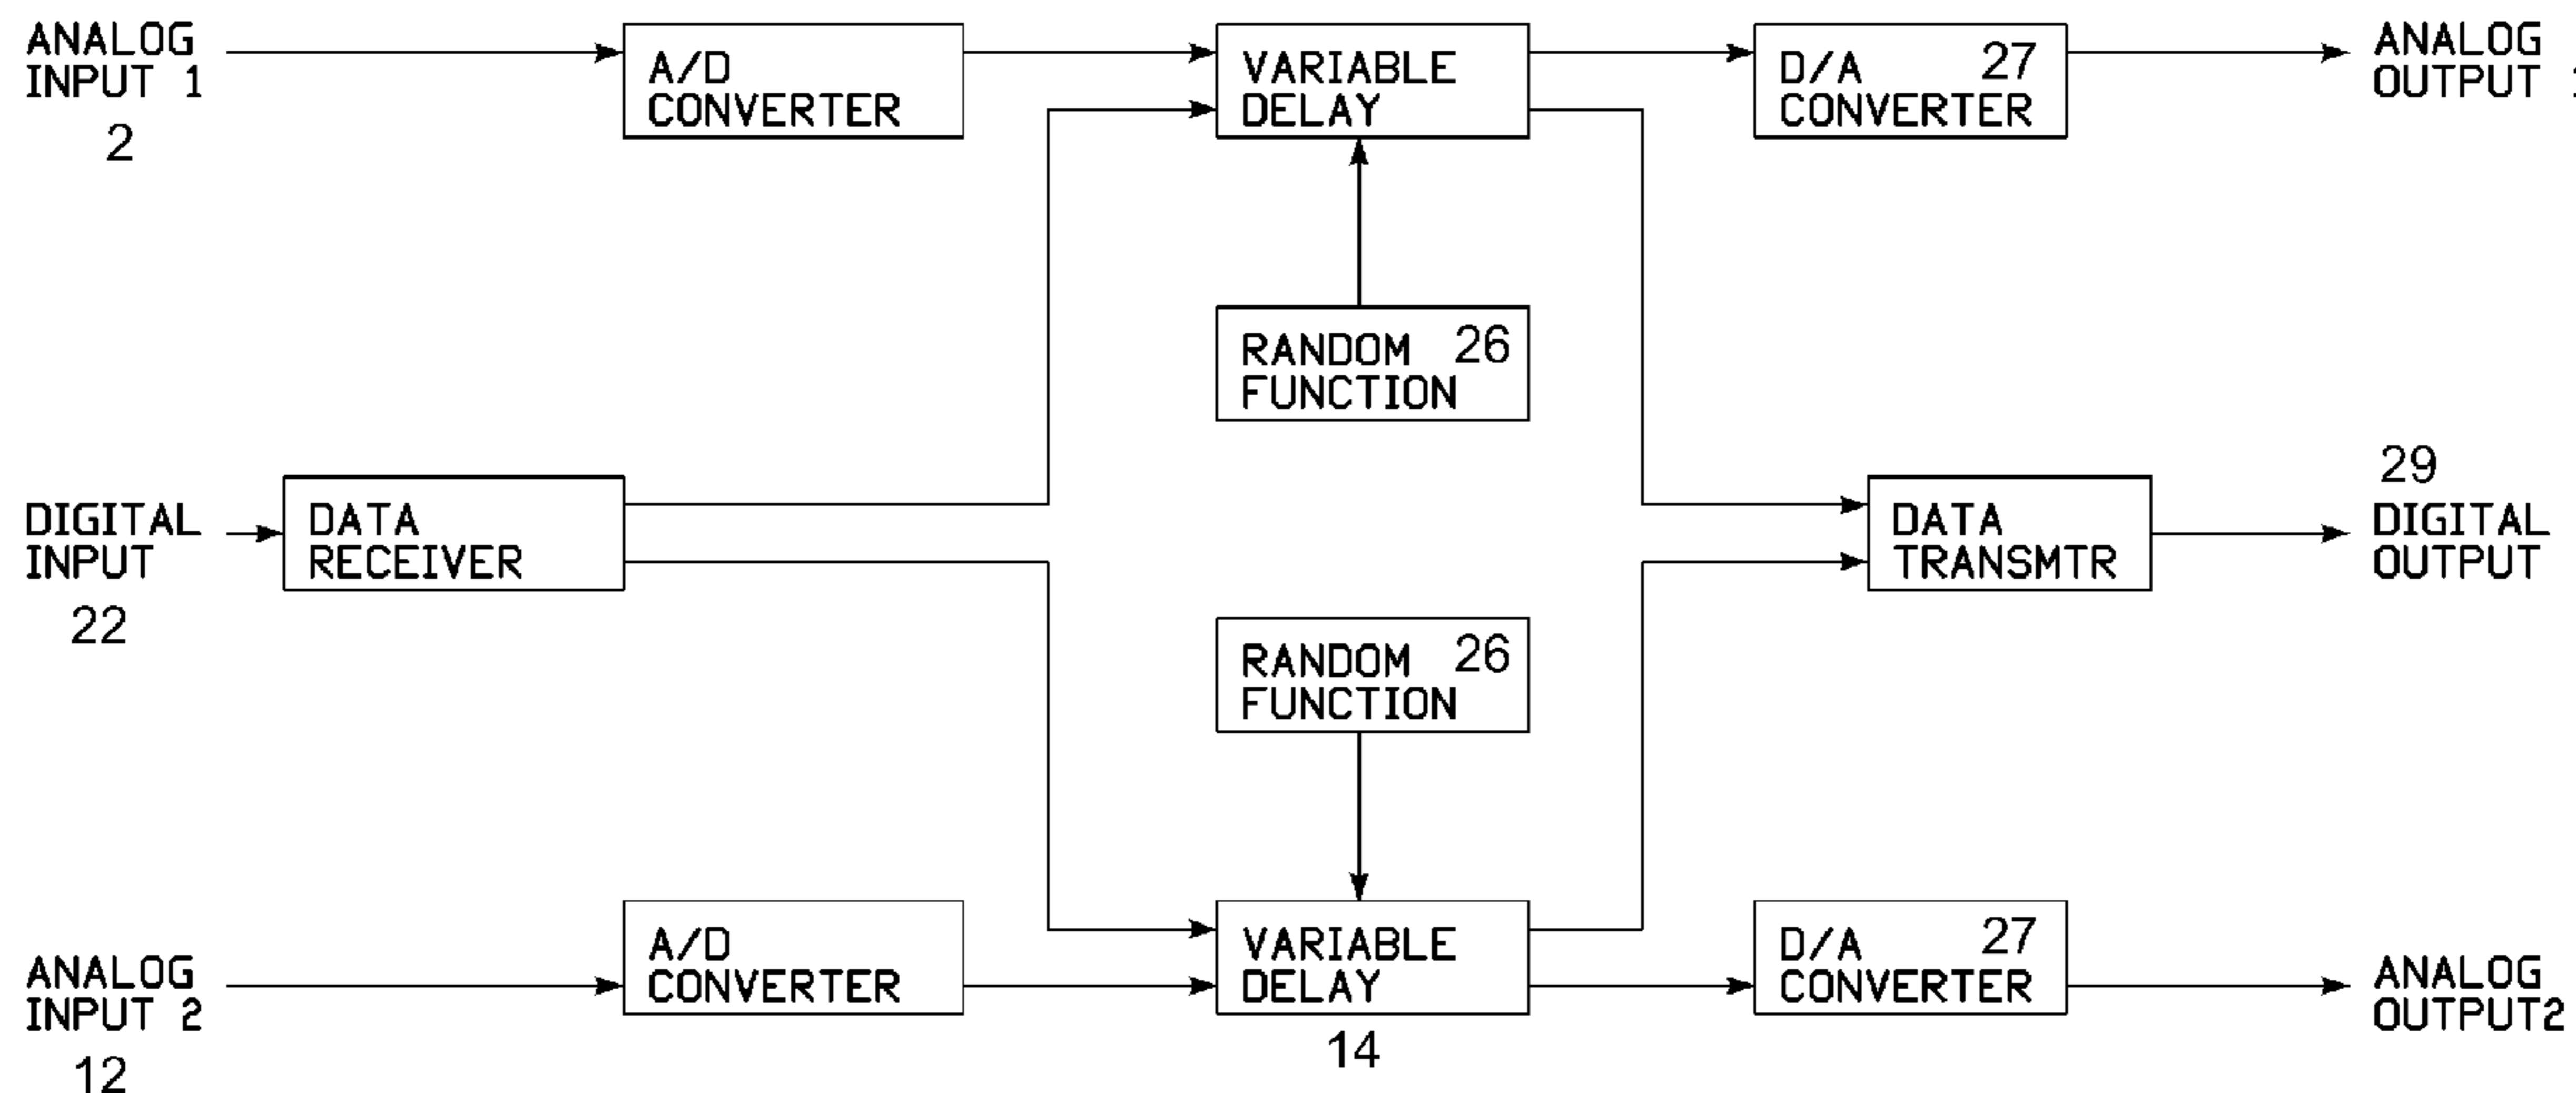 ANALOG
INPUT 1
2
A/D
CONVERTER
VARIABLE
DELAY
D/A 27
CONVERTER
ANALOG
OUTPUT
RANDOM 26
FUNCTION
DIGITAL
INPUT
22
DATA
RECEIVER
DATA
TRANSMTR
29
DIGITAL
OUTPUT
RANDOM 26
FUNCTION
ANALOG
INPUT 2
12
A/D
CONVERTER
VARIABLE
DELAY
14
D/A 27
CONVERTER
ANALOG
OUTPUT2